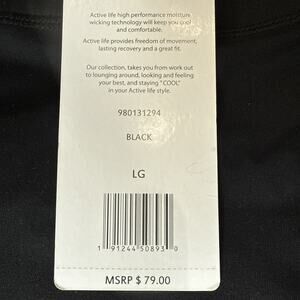 Active life high performance moisture
wicking technology will keep you cool
and comfortable.
Active life provides freedom of movement,
lasting recovery and a great fit.
Our collection, takes you from work out
to lounging around, looking and feeling
your best, and staying "COOL"
in your Active life style.
980131294
BLACK
LG
1 91244 50893 0
MSRP $ 79.00